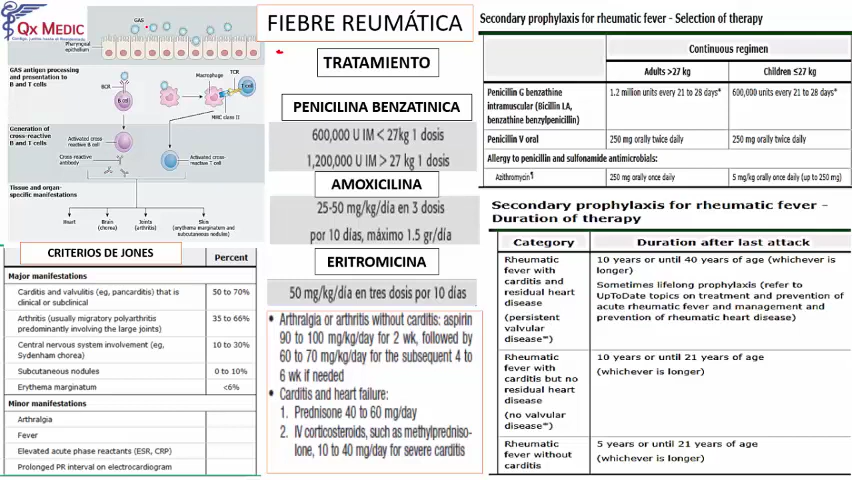 Qx MEDIC
GAS
Pharyngeal
epithelium
GAS antigen processing
and presentation to
B and T cells
BCR
B cell
Macrophage
TCR
T cell
MHC class II
Generation of
cross-reactive
B and T cells
Activated cross-
reactive B cell
Cross-reactive
antibody
Activated cross-
reactive T cell
Tissue and organ-
specific manifestations
Heart
Brain
(chorea)
Joints
(arthritis)
Skin
(erythema marginatum and
subcutaneous nodules)
CRITERIOS DE JONES
Percent
Major manifestations
Carditis and valvulitis (eg, pancarditis) that is
clinical or subclinical
50 to 70%
Arthritis (usually migratory polyarthritis
predominantly involving the large joints)
35 to 66%
Central nervous system involvement (eg,
Sydenham chorea)
10 to 30%
Subcutaneous nodules
0 to 10%
Erythema marginatum
<6%
Minor manifestations
Arthralgia
Fever
Elevated acute phase reactants (ESR, CRP)
Prolonged PR interval on electrocardiogram
FIEBRE REUMÁTICA
TRATAMIENTO
PENICILINA BENZATINICA
600,000 U IM < 27kg 1 dosis
1,200,000 U IM > 27 kg 1 dosis
AMOXICILINA
25-50 mg/kg/día en 3 dosis
por 10 días, máximo 1.5 gr/día
ERITROMICINA
50 mg/kg/día en tres dosis por 10 días
• Arthralgia or arthritis without carditis: aspirin
90 to 100 mg/kg/day for 2 wk, followed by
60 to 70 mg/kg/day for the subsequent 4 to
6 wk if needed
• Carditis and heart failure:
1. Prednisone 40 to 60 mg/day
2. IV corticosteroids, such as methylpredniso-
lone, 10 to 40 mg/day for severe carditis
Secondary prophylaxis for rheumatic fever - Selection of therapy
Continuous regimen
Adults >27 kg
Children ≤27 kg
Penicillin G benzathine
intramuscular (Bicillin LA,
benzathine benzylpenicillin)
1.2 million units every 21 to 28 days*
600,000 units every 21 to 28 days*
Penicillin V oral
250 mg orally twice daily
250 mg orally twice daily
Allergy to penicillin and sulfonamide antimicrobials:
Azithromycin¶
250 mg orally once daily
5 mg/kg orally once daily (up to 250 mg)
Secondary prophylaxis for rheumatic fever -
Duration of therapy
Category
Duration after last attack
Rheumatic
fever with
carditis and
residual heart
disease
(persistent
valvular
disease*)
10 years or until 40 years of age (whichever is
longer)
Sometimes lifelong prophylaxis (refer to
UpToDate topics on treatment and prevention of
acute rheumatic fever and management and
prevention of rheumatic heart disease)
Rheumatic
fever with
carditis but no
residual heart
disease
(no valvular
disease*)
10 years or until 21 years of age
(whichever is longer)
Rheumatic
fever without
carditis
5 years or until 21 years of age
(whichever is longer)